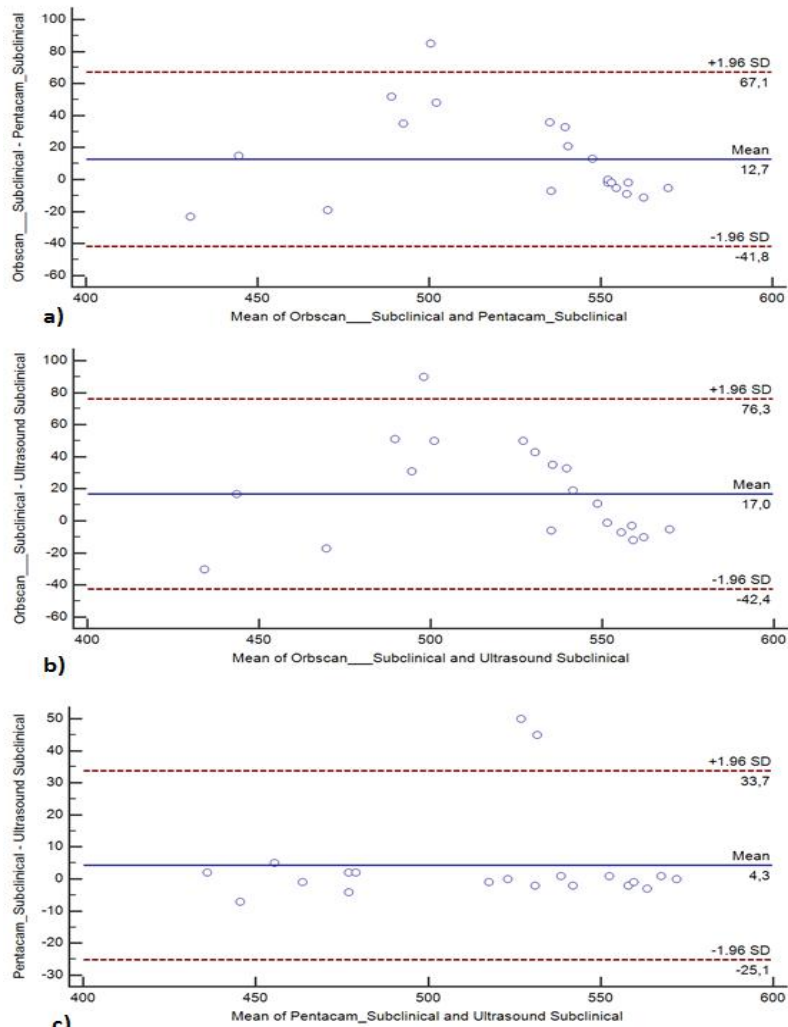 Orbscan___Subclinical - Pentacam_Subclinical
100
80
60
40
20
0
-20
-40
-60
+1.96 SD
67,1
Mean
12,7
-1.96 SD
-41,8
400 450 500 550 600
Mean of Orbscan___Subclinical and Pentacam_Subclinical
a)
Orbscan___Subclinical - Ultrasound Subclinical
100
80
60
40
20
0
-20
-40
-60
+1.96 SD
76,3
Mean
17,0
-1.96 SD
-42,4
400 450 500 550 600
Mean of Orbscan___Subclinical and Ultrasound Subclinical
b)
Pentacam_Subclinical - Ultrasound Subclinical
50
40
30
20
10
0
-10
-20
-30
+1.96 SD
33,7
Mean
4,3
-1.96 SD
-25,1
400 450 500 550 600
Mean of Pentacam_Subclinical and Ultrasound Subclinical
c)